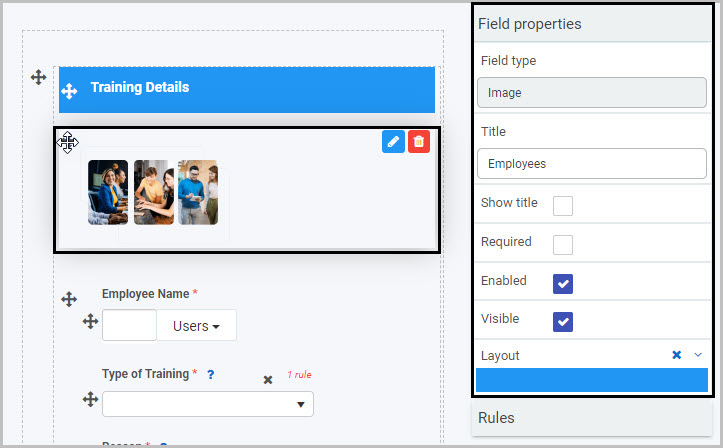 Training Details
Employee Name *
Users
Type of Training * ?
1 rule
Reason * ?
Field properties
Field type
Image
Title
Employees
Show title
Required
Enabled
Visible
Layout
Rules